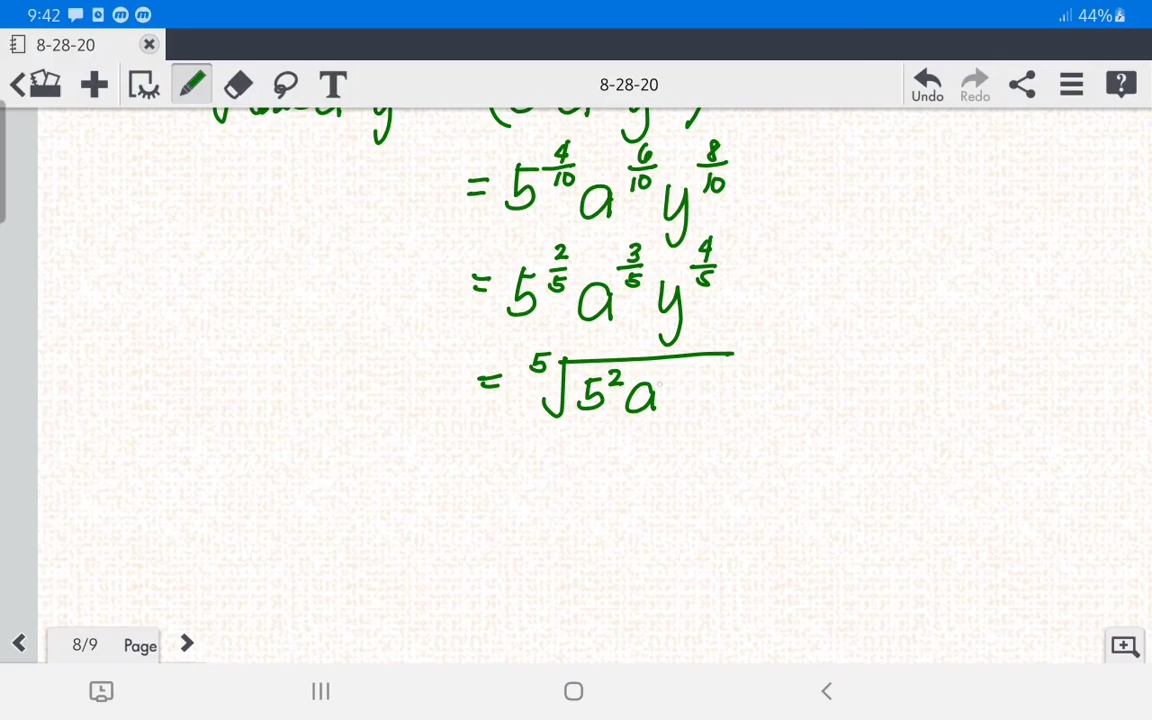 9:42 44%
8-28-20
T 8-28-20 Undo Redo
= 5^{4/10} a^{6/10} y^{8/10}
= 5^{2/5} a^{3/5} y^{4/5}
= ⁵√5²a
8/9 Page